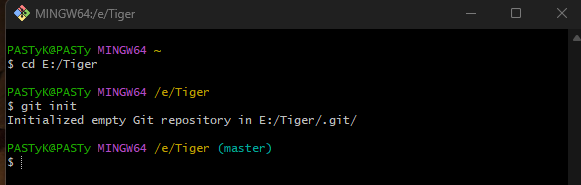 MINGW64:/e/Tiger
PASTyK@PASTy MINGW64 ~
$ cd E:/Tiger
PASTyK@PASTy MINGW64 /e/Tiger
$ git init
Initialized empty Git repository in E:/Tiger/.git/
PASTyK@PASTy MINGW64 /e/Tiger (master)
$